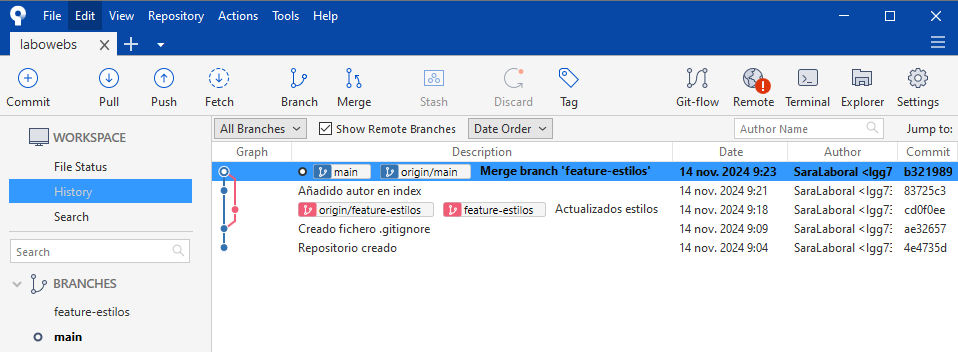 File Edit View Repository Actions Tools Help
labowebs
Commit Pull Push Fetch Branch Merge Stash Discard Tag Git-flow Remote Terminal Explorer Settings
WORKSPACE
File Status
History
Search
Search
BRANCHES
feature-estilos
main
All Branches Show Remote Branches Date Order Author Name Jump to:
Graph Description Date Author Commit
main origin/main Merge branch 'feature-estilos' 14 nov. 2024 9:23 SaraLaboral <lgg73 b321989
Añadido autor en index 14 nov. 2024 9:21 SaraLaboral <lgg73 83725c3
origin/feature-estilos feature-estilos Actualizados estilos 14 nov. 2024 9:18 SaraLaboral <lgg73 cd0f0ee
Creado fichero .gitignore 14 nov. 2024 9:09 SaraLaboral <lgg73 ae32657
Repositorio creado 14 nov. 2024 9:04 SaraLaboral <lgg73 4e4735d